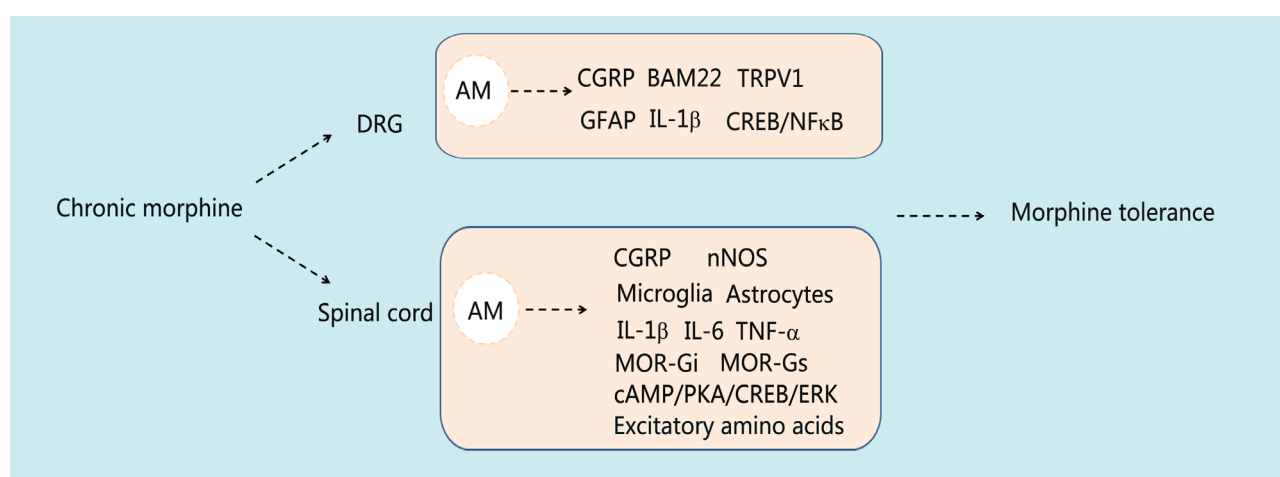 AM
CGRP BAM22 TRPV1
GFAP IL-1β CREB/NFκB
DRG
Chronic morphine
Morphine tolerance
Spinal cord
AM
CGRP nNOS
Microglia Astrocytes
IL-1β IL-6 TNF-α
MOR-Gi MOR-Gs
cAMP/PKA/CREB/ERK
Excitatory amino acids